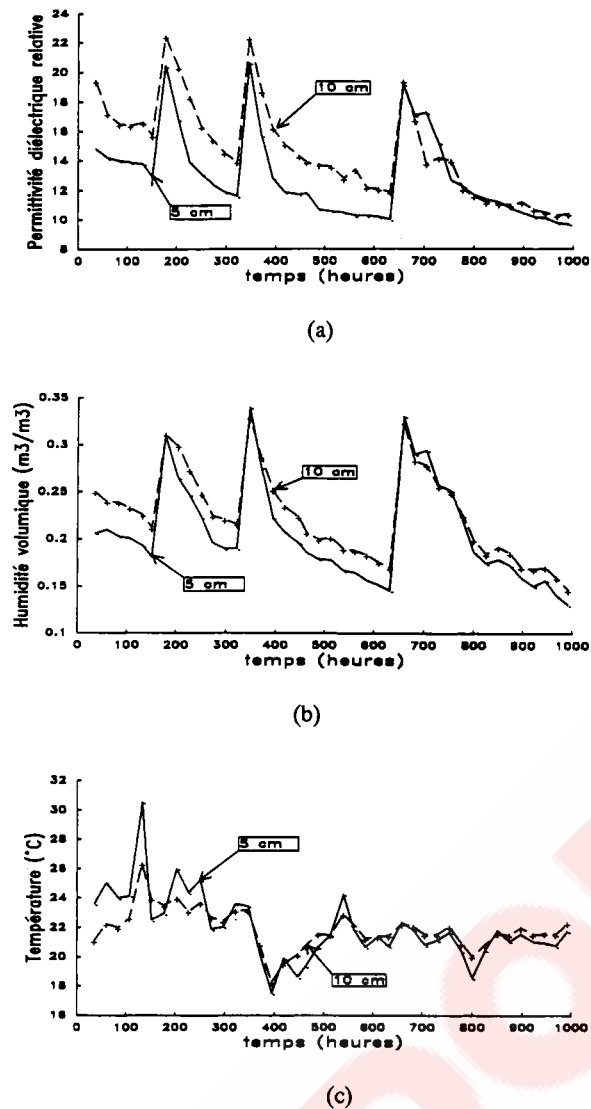 Permittivité diélectrique relative
24
22
20
18
16
14
12
10
8
10 cm
5 cm
0 100 200 300 400 500 600 700 800 900 1000
temps (heures)
(a)
Humidité volumique (m3/m3)
0.35
0.3
0.25
0.2
0.15
0.1
10 cm
5 cm
0 100 200 300 400 500 600 700 800 900 1000
temps (heures)
(b)
Température (°C)
34
32
30
28
26
24
22
20
18
16
5 cm
10 cm
0 100 200 300 400 500 600 700 800 900 1000
temps (heures)
(c)